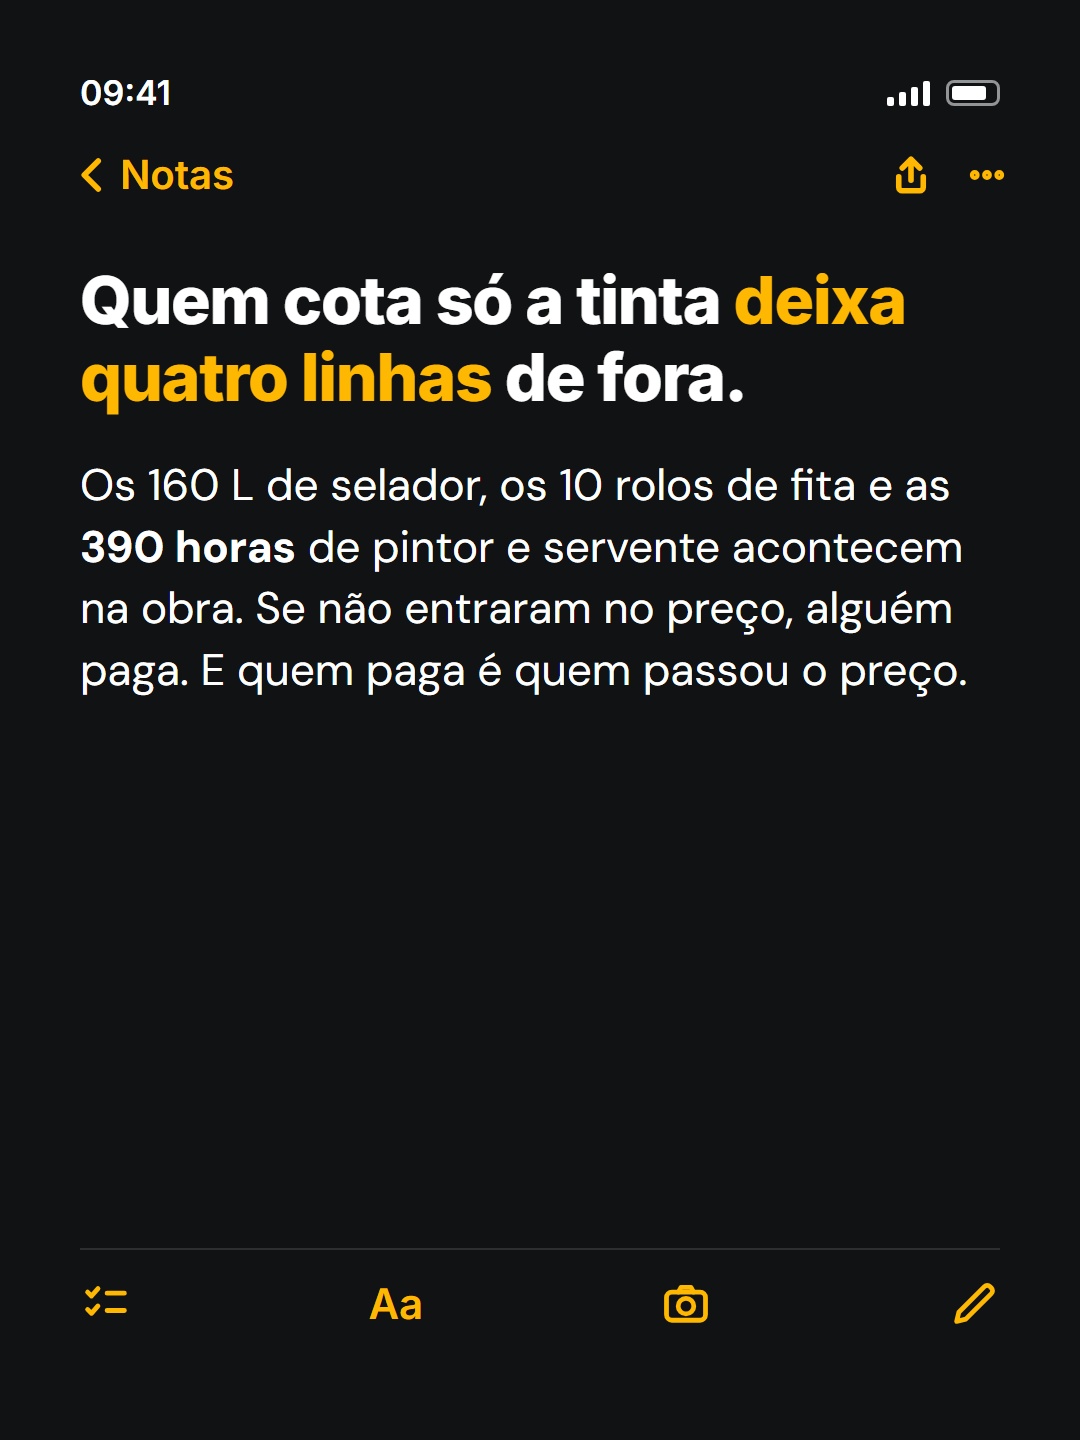 09:41
Notas
Quem cota só a tinta deixa
quatro linhas de fora.
Os 160 L de selador, os 10 rolos de fita e as
390 horas de pintor e servente acontecem
na obra. Se não entraram no preço, alguém
paga. E quem paga é quem passou o preço.
Aa